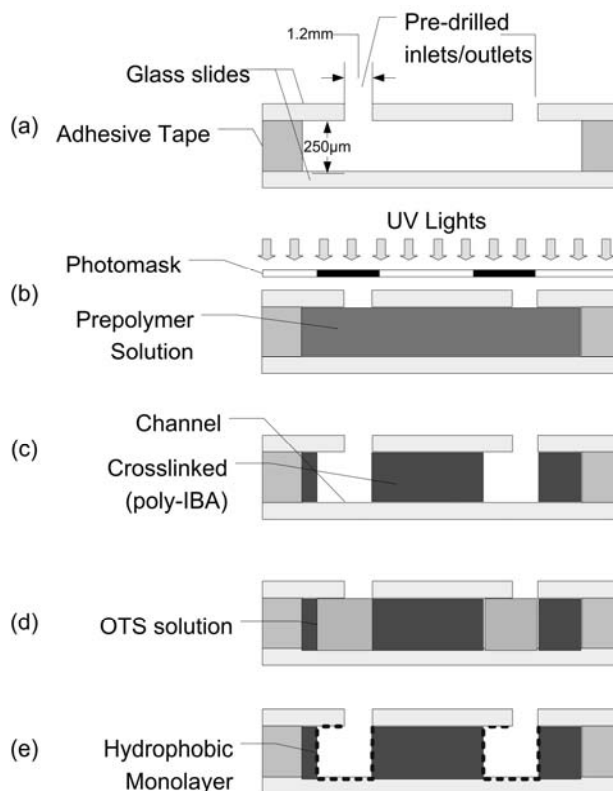 Pre-drilled
inlets/outlets
1.2mm
Glass slides
(a)
Adhesive Tape
250µm
UV Lights
Photomask
(b)
Prepolymer
Solution
Channel
(c)
Crosslinked
(poly-IBA)
(d)
OTS solution
(e)
Hydrophobic
Monolayer